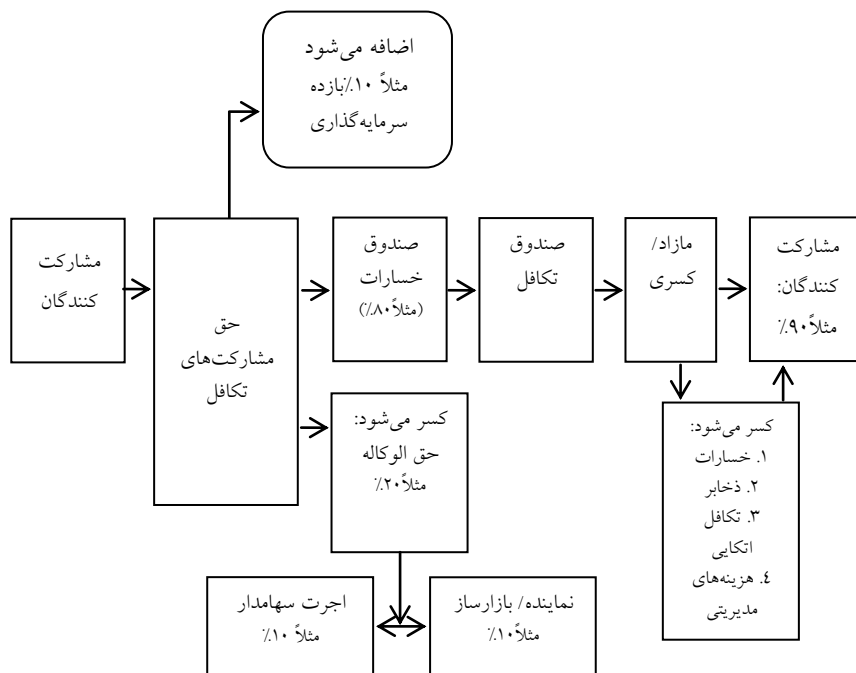 اضافه می‌شود
مثلاً ۱۰٪بازده
سرمایه‌گذاری
مشارکت
کنندگان
حق
مشارکت‌های
تکافل
صندوق
خسارات
(مثلاً۸۰٪)
صندوق
تکافل
مازاد/
کسری
مشارکت
کنندگان:
مثلاً۹۰٪
کسر می‌شود:
حق الوکاله
مثلاً۲۰٪
کسر می‌شود:
۱. خسارات
۲. ذخابر
۳. تکافل
اتکایی
٤. هزینه‌های
مدیریتی
اجرت سهامدار
مثلاً ۱۰٪
نماینده/ بازارساز
مثلاً۱۰٪